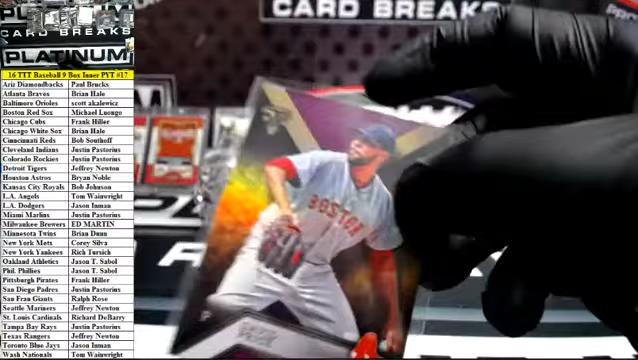 CARD BREAKS
CARD BREAKS
PLATINUM
16 TTT Baseball 9 Box Inner PYT #17
Ariz Diamondbacks Paul Brucks
Atlanta Braves Brian Hale
Baltimore Orioles scott akalewicz
Boston Red Sox Michael Luongo
Chicago Cubs Frank Hiller
Chicago White Sox Brian Hale
Cinncinati Reds Bob Southoff
Cleveland Indians Justin Pastorius
Colorado Rockies Justin Pastorius
Detroit Tigers Jeffrey Newton
Houston Astros Bryan Noble
Kansas City Royals Bob Johnson
L.A. Angels Tom Wainwright
L.A. Dodgers Jason Inman
Miami Marlins Justin Pastorius
Milwaukee Brewers ED MARTIN
Minnesota Twins Brian Dunn
New York Mets Corey Silva
New York Yankees Rich Tursich
Oakland Athletics Jason T. Sabol
Phil. Phillies Jason T. Sabol
Pittsburgh Pirates Frank Hiller
San Diego Padres Justin Pastorius
San Fran Giants Ralph Rose
Seattle Mariners Jeffrey Newton
St. Louis Cardinals Richard DeBarry
Tampa Bay Rays Justin Pastorius
Texas Rangers Jeffrey Newton
Toronto Blue Jays Jason Inman
Wash Nationals Tom Wainwright
BOSTON